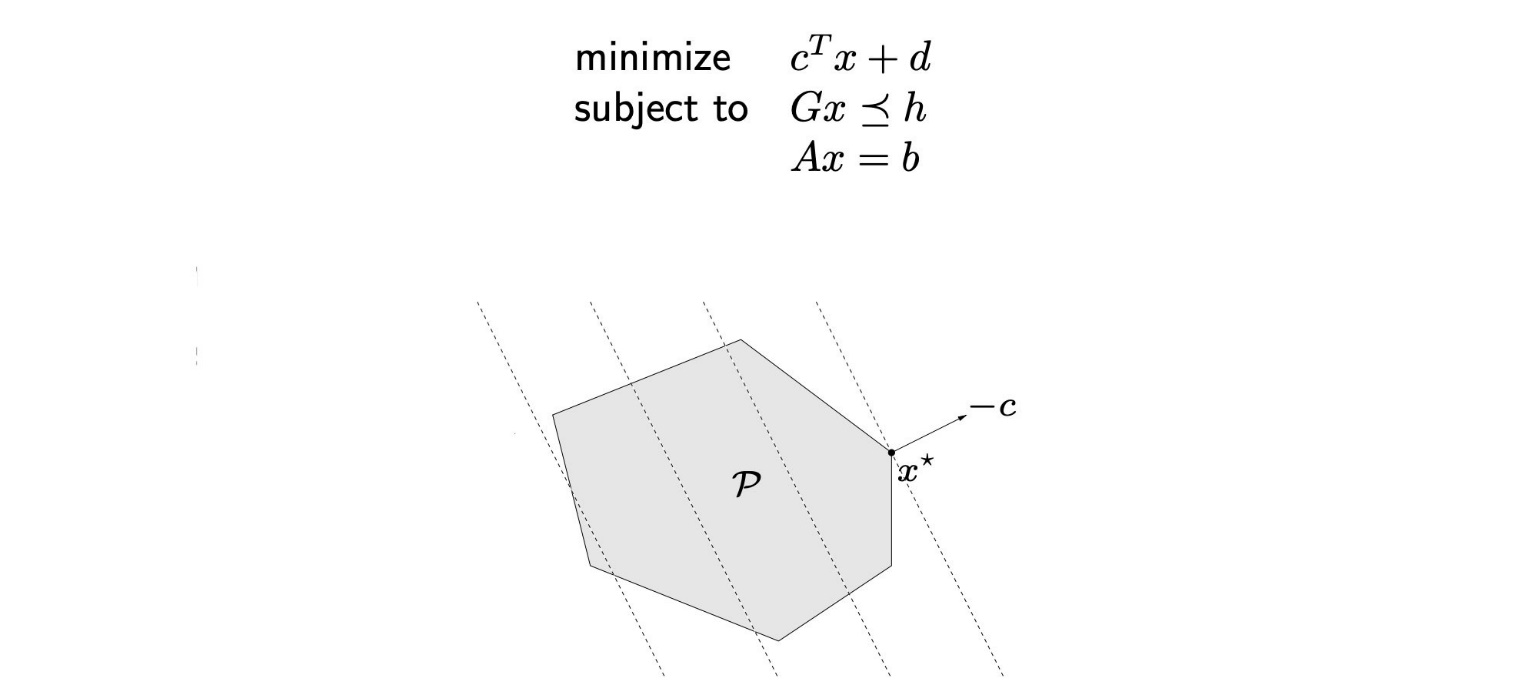 minimize c^T x + d
subject to Gx ⪯ h
Ax = b
−c
x⋆
𝒫